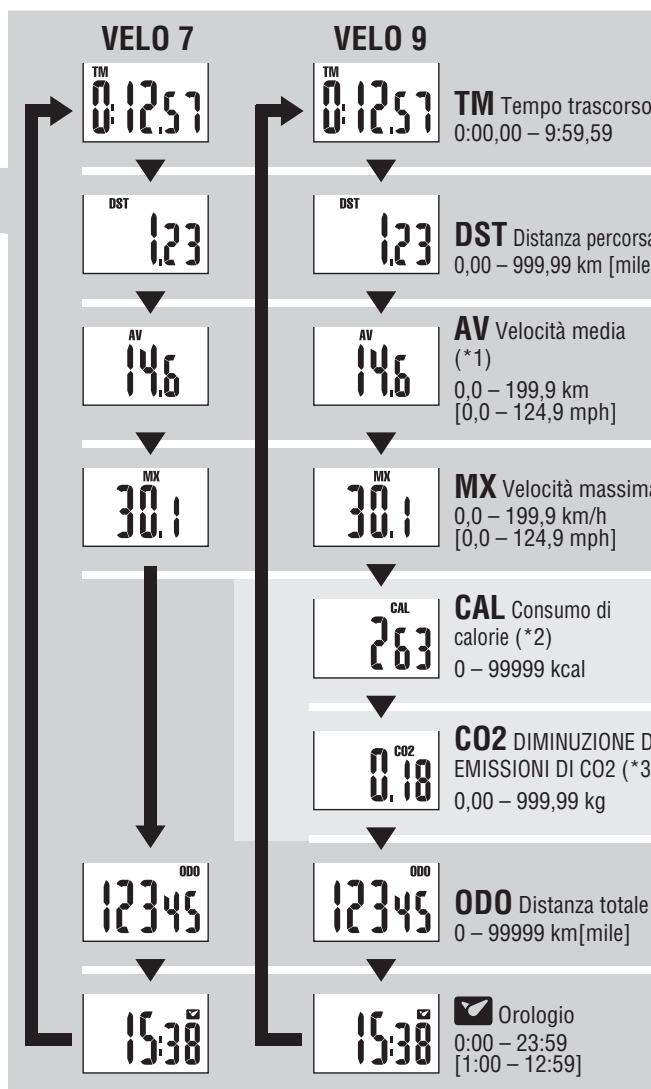 VELO 7 VELO 9
TM TM
0:12,57 0:12,57
TM Tempo trascorso
0:00,00 – 9:59,59
DST DST
1,23 1,23
DST Distanza percorsa
0,00 – 999,99 km [mile
AV AV
14,6 14,6
AV Velocità media
(*1)
0,0 – 199,9 km
[0,0 – 124,9 mph]
MX MX
30,1 30,1
MX Velocità massima
0,0 – 199,9 km/h
[0,0 – 124,9 mph]
CAL
263
CAL Consumo di
calorie (*2)
0 – 99999 kcal
CO2
0,18
CO2 DIMINUZIONE D
EMISSIONI DI CO2 (*3
0,00 – 999,99 kg
ODO ODO
12345 12345
ODO Distanza totale
0 – 99999 km[mile]
15:38 15:38
Orologio
0:00 – 23:59
[1:00 – 12:59]